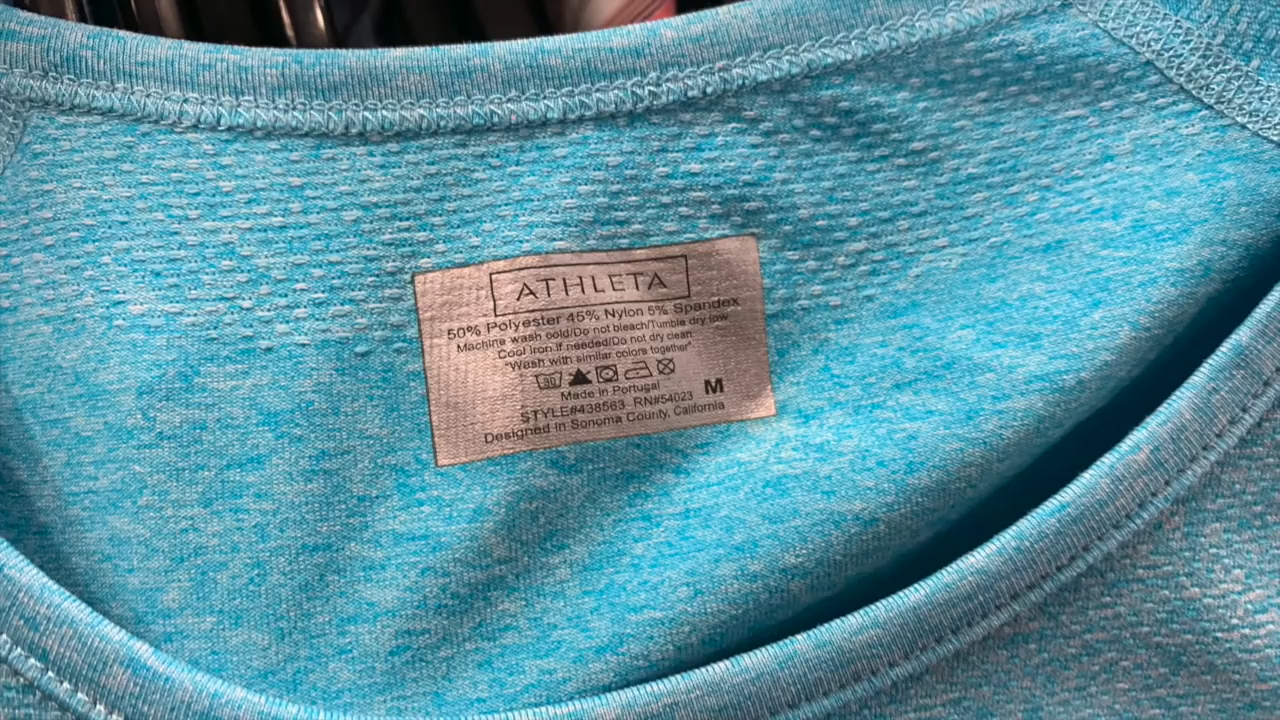 ATHLETA
50% Polyester 45% Nylon 5% Spandex
Machine wash cold/Do not bleach/Tumble dry low
Cool Iron if needed/Do not dry clean
"Wash with similar colors together"
30
Made in Portugal
M
STYLE#438563 RN#54023
Designed in Sonoma County, California